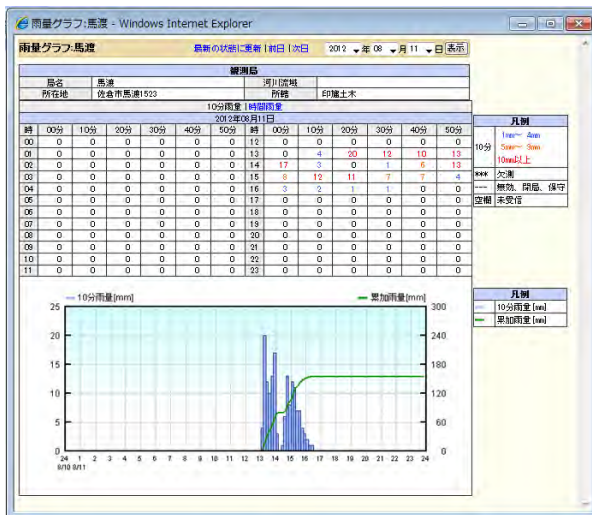 雨量グラフ:馬渡 - Windows Internet Explorer
雨量グラフ:馬渡 最新の状態に更新 | 前日 | 次日 2012 年 08 月 11 日 表示
観測局
局名 馬渡 河川流域
所在地 佐倉市馬渡1523 所轄 印旛土木
10分雨量 | 時間雨量
2012年08月11日
時 00分 10分 20分 30分 40分 50分 時 00分 10分 20分 30分 40分 50分
00 0 0 0 0 0 0 12 0 0 0 0 0 0
01 0 0 0 0 0 0 13 0 4 20 12 10 13
02 0 0 0 0 0 0 14 17 3 0 1 6 13
03 0 0 0 0 0 0 15 8 12 11 7 7 4
04 0 0 0 0 0 0 16 3 2 1 1 0 0
05 0 0 0 0 0 0 17 0 0 0 0 0 0
06 0 0 0 0 0 0 18 0 0 0 0 0 0
07 0 0 0 0 0 0 19 0 0 0 0 0 0
08 0 0 0 0 0 0 20 0 0 0 0 0 0
09 0 0 0 0 0 0 21 0 0 0 0 0 0
10 0 0 0 0 0 0 22 0 0 0 0 0 0
11 0 0 0 0 0 0 23 0 0 0 0 0 0
凡例
10分
1mm～ 4mm
5mm～ 9mm
10mm以上
*** 欠測
--- 無効、閉局、保守
空欄 未受信
10分雨量[mm] 累加雨量[mm]
25 300
20 240
15 180
10 120
5 60
0 0
24 1 2 3 4 5 6 7 8 9 10 11 12 13 14 15 16 17 18 19 20 21 22 23 24
8/10 8/11
凡例
10分雨量[mm]
累加雨量[mm]